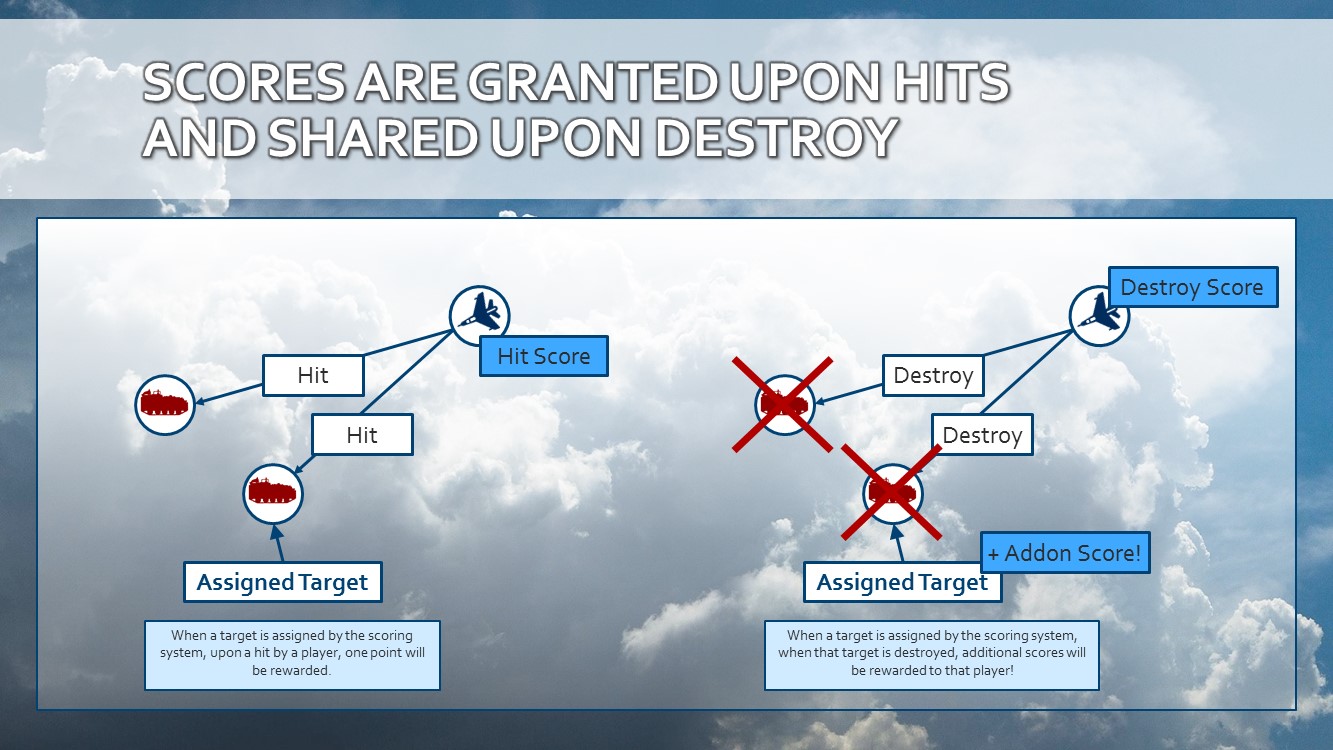 SCORES ARE GRANTED UPON HITS
AND SHARED UPON DESTROY
Hit
Hit
Hit Score
Assigned Target
When a target is assigned by the scoring
system, upon a hit by a player, one point will
be rewarded.
Destroy Score
Destroy
Destroy
+ Addon Score!
Assigned Target
When a target is assigned by the scoring system,
when that target is destroyed, additional scores will
be rewarded to that player!